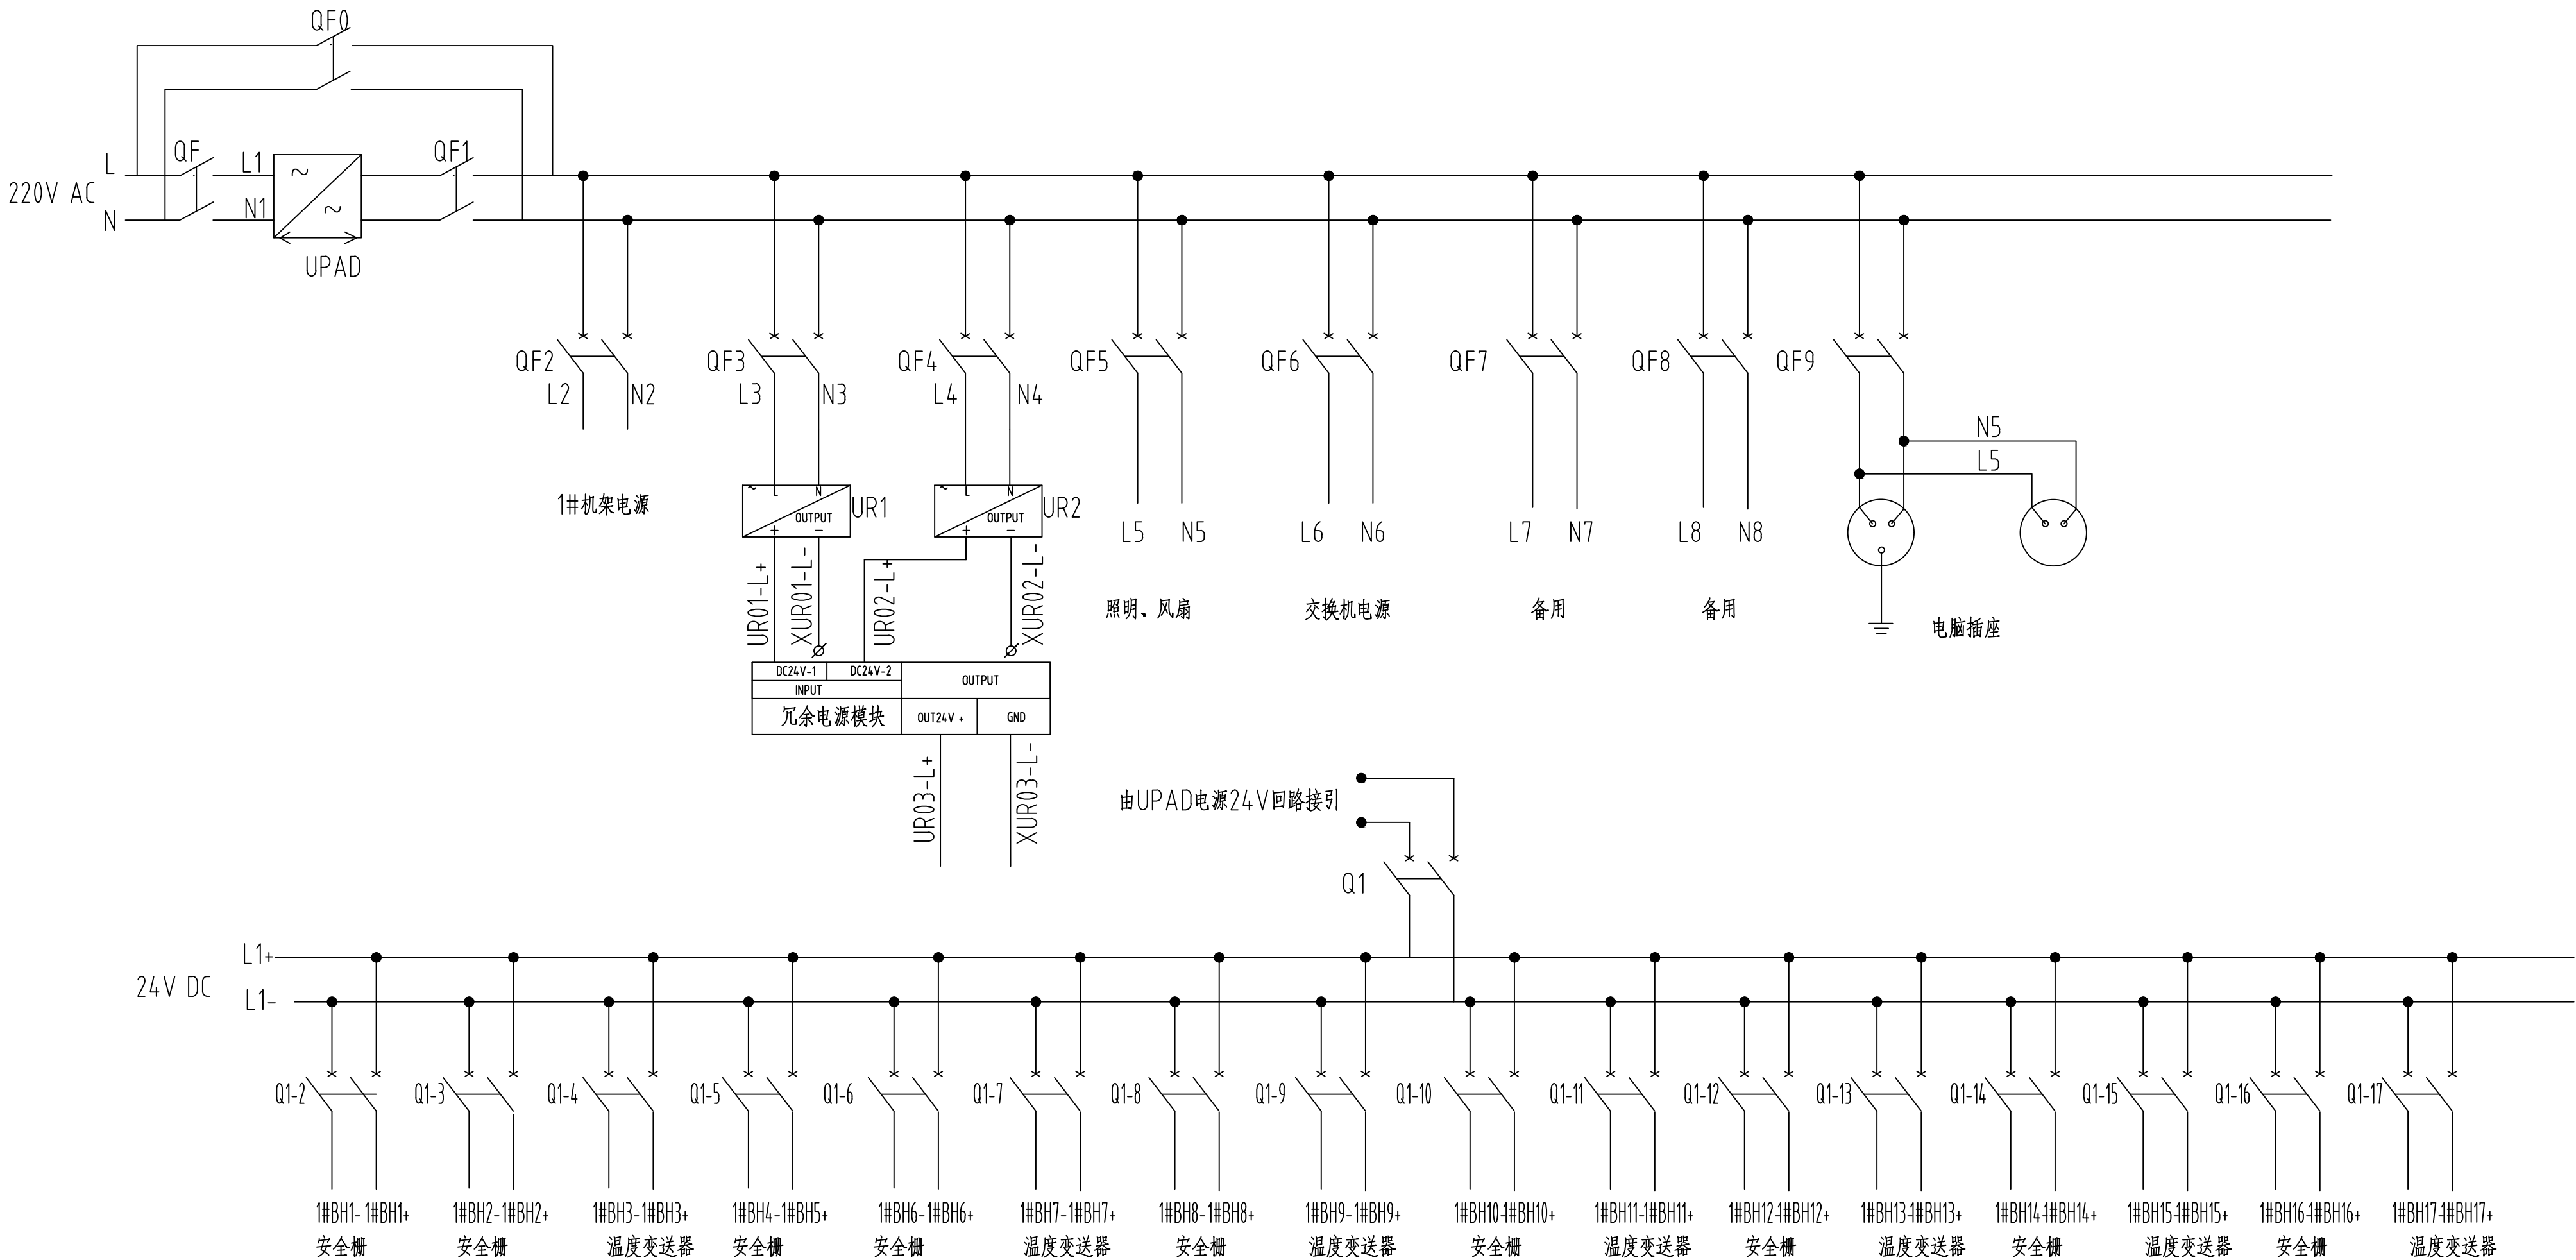 QF0
QF
L1
QF1
L
220V AC
N
N1
UPAD
QF2
QF3
QF4
QF5
QF6
QF7
QF8
QF9
L2
N2
L3
N3
L4
N4
N5
L5
1#机架电源
~
L
N
OUTPUT
+
-
UR1
~
L
N
OUTPUT
+
-
UR2
L5
N5
L6
N6
L7
N7
L8
N8
UR01-L+
XUR01-L-
UR02-L+
XUR02-L-
照明、风扇
交换机电源
备用
备用
电脑插座
DC24V-1
DC24V-2
INPUT
OUTPUT
冗余电源模块
OUT24V +
GND
UR03-L+
XUR03-L-
由UPAD电源24V回路接引
Q1
L1+
24V DC
L1-
Q1-2
Q1-3
Q1-4
Q1-5
Q1-6
Q1-7
Q1-8
Q1-9
Q1-10
Q1-11
Q1-12
Q1-13
Q1-14
Q1-15
Q1-16
Q1-17
1#BH1-1#BH1+
1#BH2-1#BH2+
1#BH3-1#BH3+
1#BH4-1#BH5+
1#BH6-1#BH6+
1#BH7-1#BH7+
1#BH8-1#BH8+
1#BH9-1#BH9+
1#BH10-1#BH10+
1#BH11-1#BH11+
1#BH12-1#BH12+
1#BH13-1#BH13+
1#BH14-1#BH14+
1#BH15-1#BH15+
1#BH16-1#BH16+
1#BH17-1#BH17+
安全栅
安全栅
温度变送器
安全栅
安全栅
温度变送器
安全栅
温度变送器
安全栅
温度变送器
安全栅
温度变送器
安全栅
温度变送器
安全栅
温度变送器